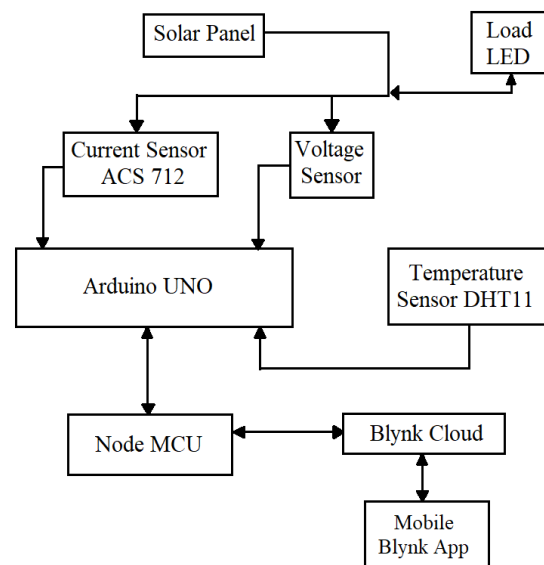 Solar Panel
Load
LED
Current Sensor
ACS 712
Voltage
Sensor
Arduino UNO
Temperature
Sensor DHT11
Node MCU
Blynk Cloud
Mobile
Blynk App